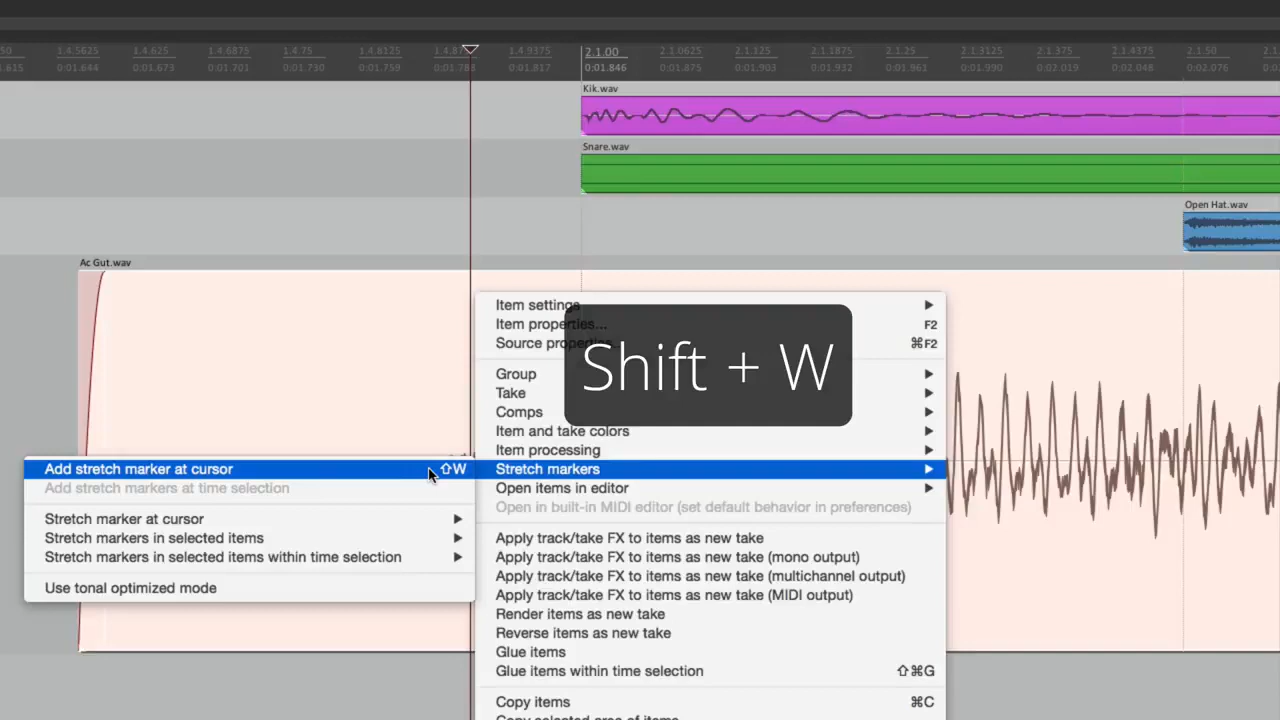 1.4.5625 1.4.625 1.4.6875 1.4.75 1.4.8125 1.4.9375 2.1.00 2.1.0625 2.1.125 2.1.1875 2.1.25 2.1.3125 2.1.375 2.1.4375 2.1.50
0:01.644 0:01.673 0:01.701 0:01.730 0:01.759 0:01.788 0:01.817 0:01.846 0:01.875 0:01.903 0:01.932 0:01.961 0:01.990 0:02.019 0:02.048 0:02.076
Kik.wav
Snare.wav
Open Hat.wav
Ac Gut.wav
Item settings
Item properties... F2
Source properties... ⌘F2
Shift + W
Group
Take
Comps
Item and take colors
Item processing
Stretch markers
Open items in editor
Open in built-in MIDI editor (set default behavior in preferences)
Apply track/take FX to items as new take
Apply track/take FX to items as new take (mono output)
Apply track/take FX to items as new take (multichannel output)
Apply track/take FX to items as new take (MIDI output)
Render items as new take
Reverse items as new take
Glue items
Glue items within time selection ⇧⌘G
Copy items ⌘C
Copy selected area of items
Add stretch marker at cursor ⇧W
Add stretch markers at time selection
Stretch marker at cursor
Stretch markers in selected items
Stretch markers in selected items within time selection
Use tonal optimized mode